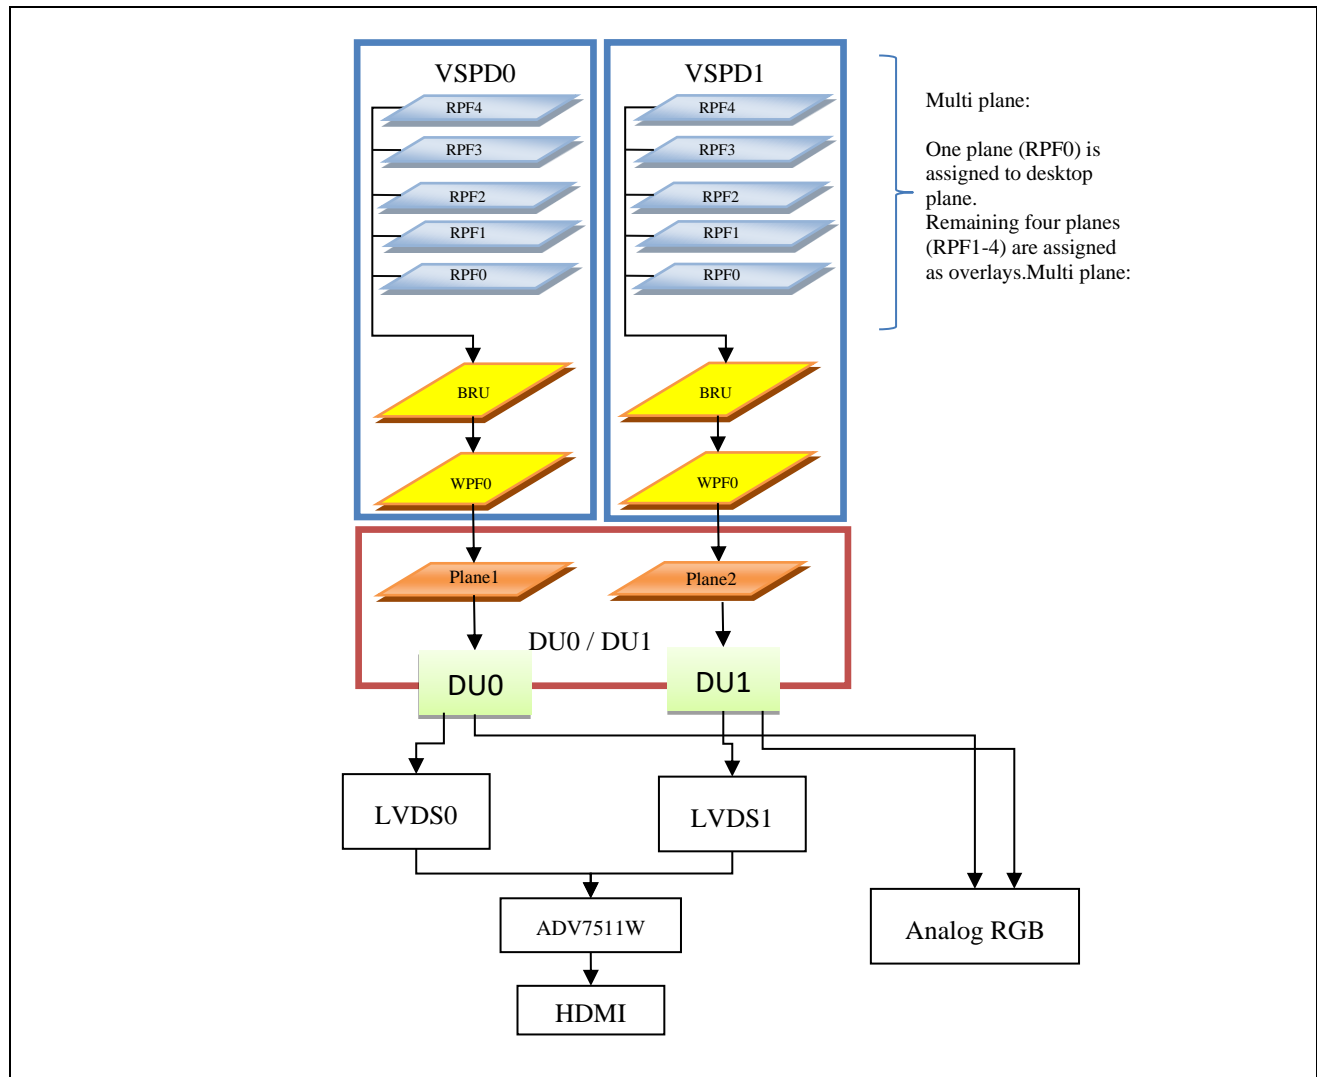 VSPD0
RPF4
RPF3
RPF2
RPF1
RPF0
BRU
WPF0
VSPD1
RPF4
RPF3
RPF2
RPF1
RPF0
BRU
WPF0
Multi plane:
One plane (RPF0) is
assigned to desktop
plane.
Remaining four planes
(RPF1-4) are assigned
as overlays.Multi plane:
Plane1
Plane2
DU0 / DU1
DU0
DU1
LVDS0
LVDS1
ADV7511W
Analog RGB
HDMI